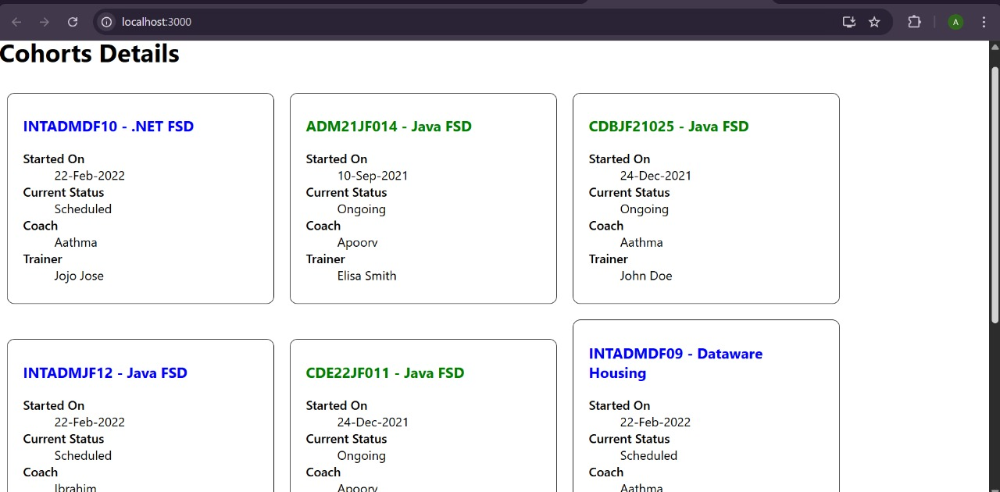 localhost:3000
A
Cohorts Details
INTADMDF10 - .NET FSD
Started On
22-Feb-2022
Current Status
Scheduled
Coach
Aathma
Trainer
Jojo Jose
ADM21JF014 - Java FSD
Started On
10-Sep-2021
Current Status
Ongoing
Coach
Apoorv
Trainer
Elisa Smith
CDBJF21025 - Java FSD
Started On
24-Dec-2021
Current Status
Ongoing
Coach
Aathma
Trainer
John Doe
INTADMJF12 - Java FSD
Started On
22-Feb-2022
Current Status
Scheduled
Coach
Ibrahim
CDE22JF011 - Java FSD
Started On
24-Dec-2021
Current Status
Ongoing
Coach
Apoorv
INTADMDF09 - Dataware
Housing
Started On
22-Feb-2022
Current Status
Scheduled
Coach
Aathma